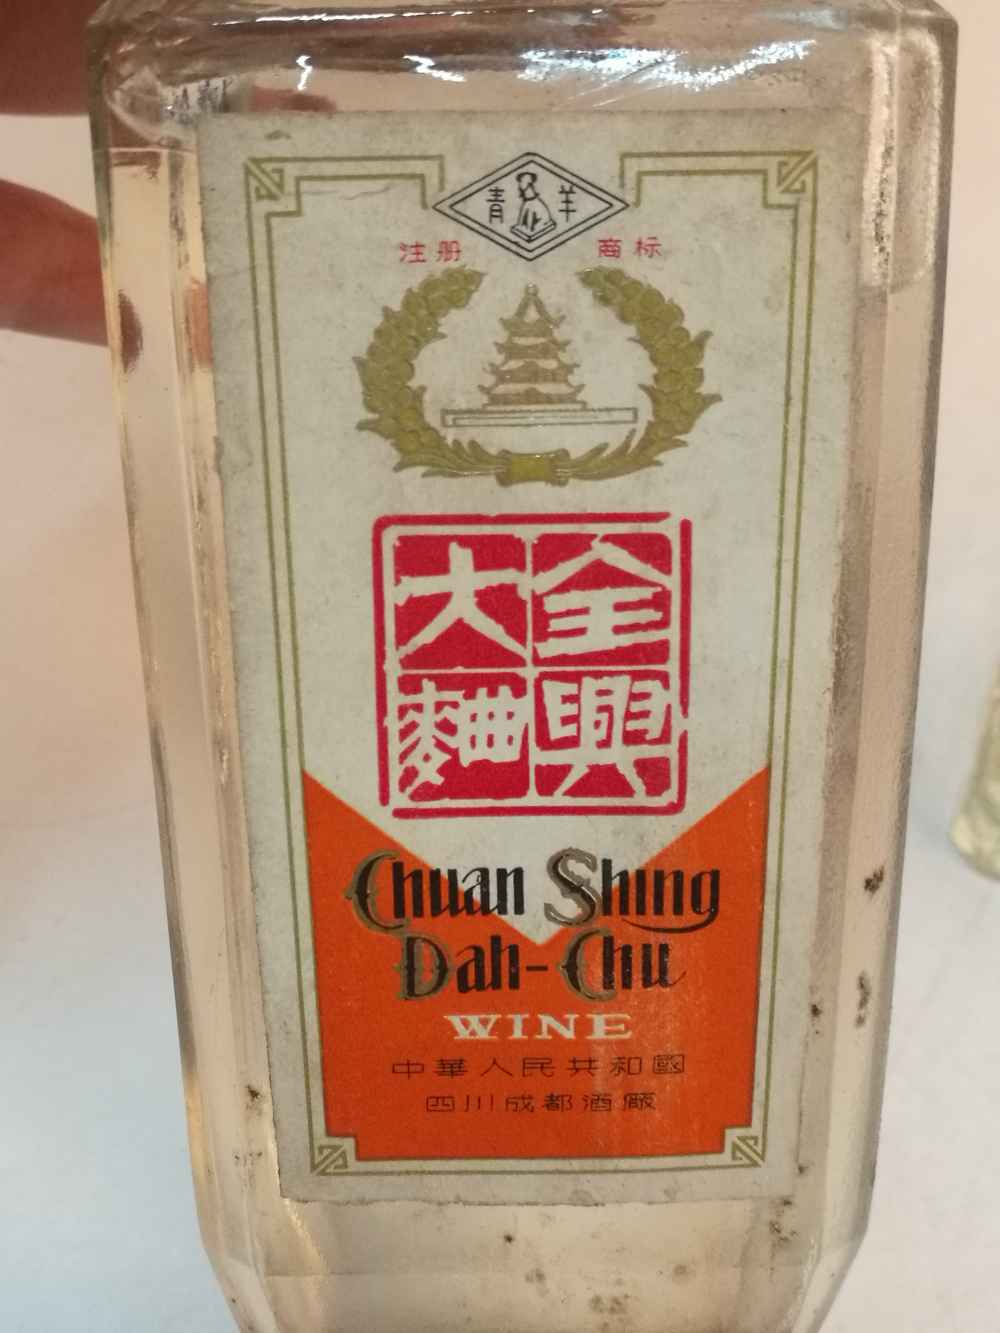 青羊
注册 商标
全興
大麯
Chuan Shing
Dah-Chu
WINE
中華人民共和國
四川成都酒廠